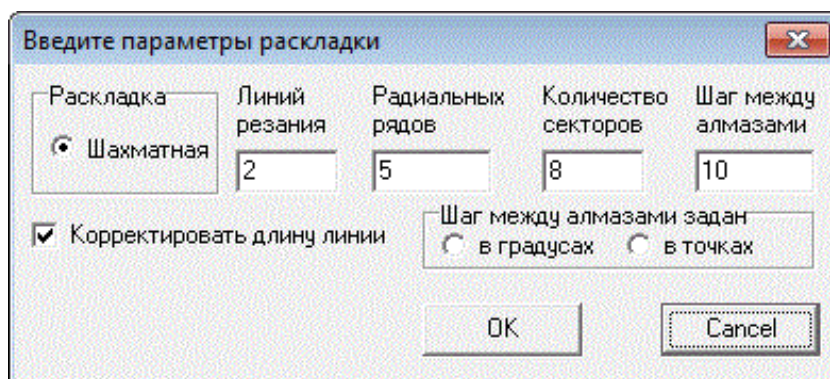 Введите параметры раскладки
Раскладка
Шахматная
Линий
резания
2
Радиальных
рядов
5
Количество
секторов
8
Шаг между
алмазами
10
Корректировать длину линии
Шаг между алмазами задан
в градусах
в точках
OK
Cancel